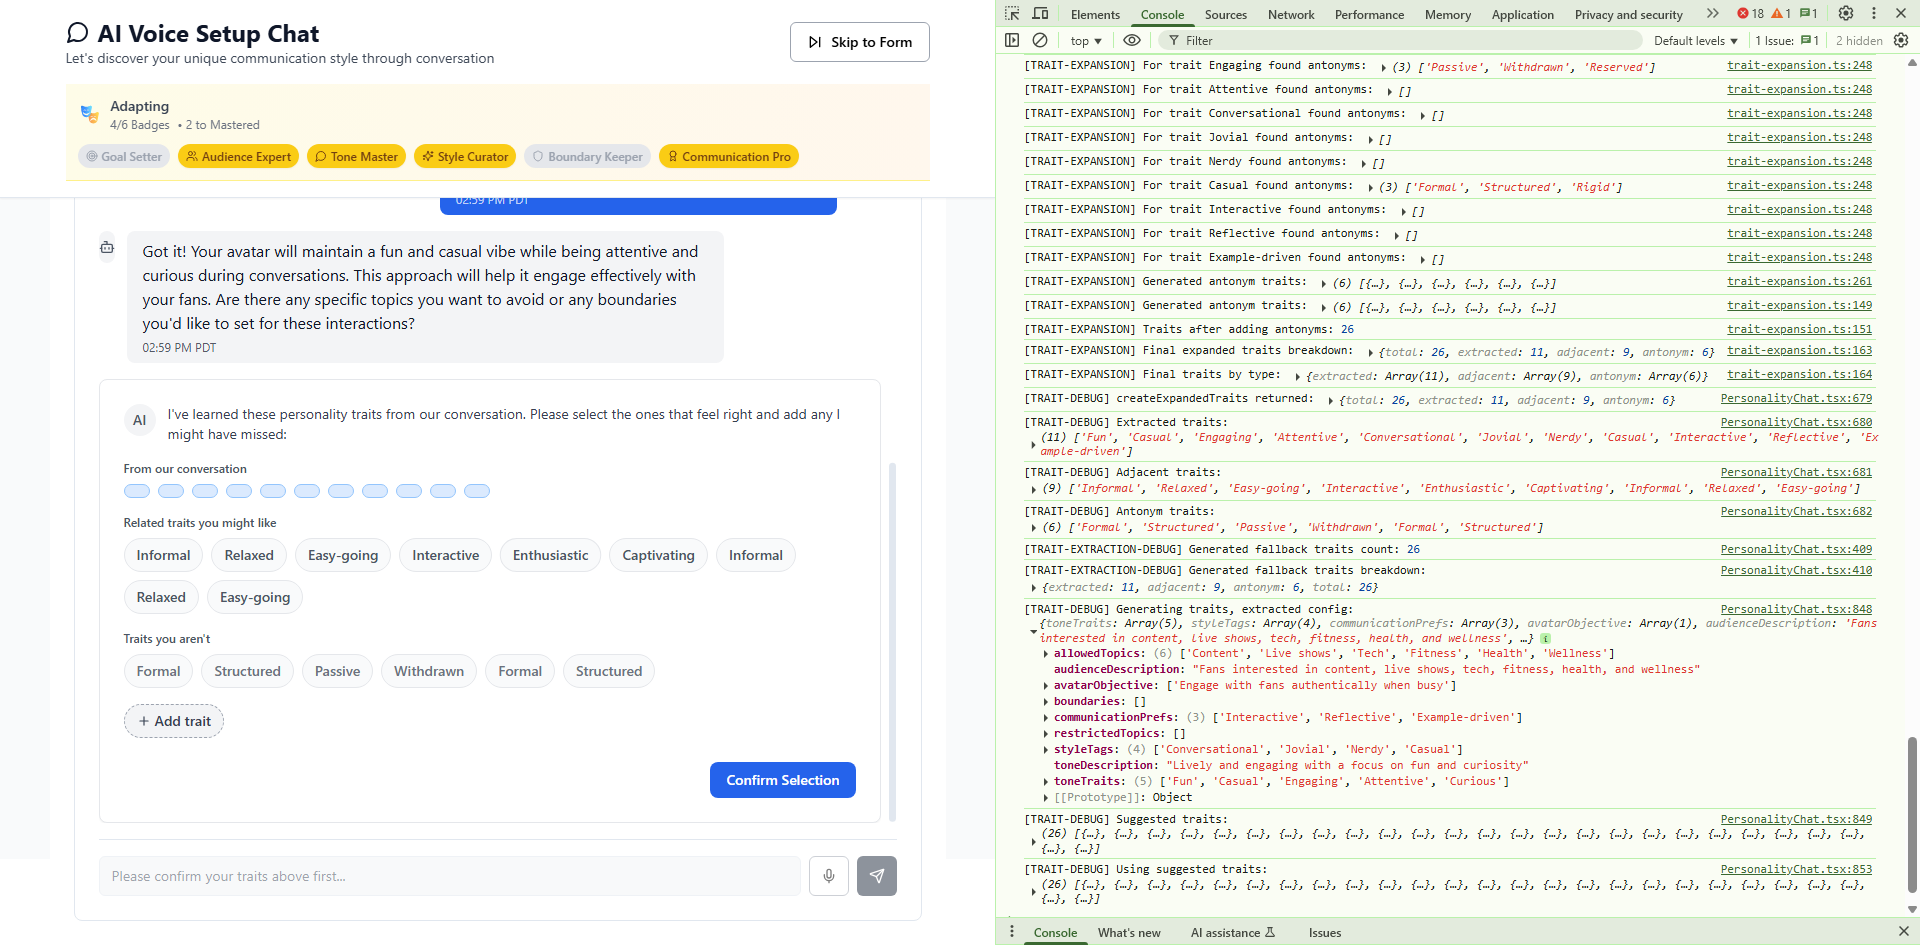 AI Voice Setup Chat
Let's discover your unique communication style through conversation
Skip to Form
Adapting
4/6 Badges • 2 to Mastered
Goal Setter
Audience Expert
Tone Master
Style Curator
Boundary Keeper
Communication Pro
02:59 PM PDT
Got it! Your avatar will maintain a fun and casual vibe while being attentive and
curious during conversations. This approach will help it engage effectively with
your fans. Are there any specific topics you want to avoid or any boundaries
you'd like to set for these interactions?
02:59 PM PDT
AI
I've learned these personality traits from our conversation. Please select the ones that feel right and add any I
might have missed:
From our conversation
Related traits you might like
Informal Relaxed Easy-going Interactive Enthusiastic Captivating Informal
Relaxed Easy-going
Traits you aren't
Formal Structured Passive Withdrawn Formal Structured
+ Add trait
Confirm Selection
Please confirm your traits above first...
Elements Console Sources Network Performance Memory Application Privacy and security 18 1 1
top Filter Default levels 1 Issue: 1 2 hidden
[TRAIT-EXPANSION] For trait Engaging found antonyms: (3) ['Passive', 'Withdrawn', 'Reserved'] trait-expansion.ts:248
[TRAIT-EXPANSION] For trait Attentive found antonyms: [] trait-expansion.ts:248
[TRAIT-EXPANSION] For trait Conversational found antonyms: [] trait-expansion.ts:248
[TRAIT-EXPANSION] For trait Jovial found antonyms: [] trait-expansion.ts:248
[TRAIT-EXPANSION] For trait Nerdy found antonyms: [] trait-expansion.ts:248
[TRAIT-EXPANSION] For trait Casual found antonyms: (3) ['Formal', 'Structured', 'Rigid'] trait-expansion.ts:248
[TRAIT-EXPANSION] For trait Interactive found antonyms: [] trait-expansion.ts:248
[TRAIT-EXPANSION] For trait Reflective found antonyms: [] trait-expansion.ts:248
[TRAIT-EXPANSION] For trait Example-driven found antonyms: [] trait-expansion.ts:248
[TRAIT-EXPANSION] Generated antonym traits: (6) [{…}, {…}, {…}, {…}, {…}, {…}] trait-expansion.ts:261
[TRAIT-EXPANSION] Generated antonym traits: (6) [{…}, {…}, {…}, {…}, {…}, {…}] trait-expansion.ts:149
[TRAIT-EXPANSION] Traits after adding antonyms: 26 trait-expansion.ts:151
[TRAIT-EXPANSION] Final expanded traits breakdown: {total: 26, extracted: 11, adjacent: 9, antonym: 6} trait-expansion.ts:163
[TRAIT-EXPANSION] Final traits by type: {extracted: Array(11), adjacent: Array(9), antonym: Array(6)} trait-expansion.ts:164
[TRAIT-DEBUG] createExpandedTraits returned: {total: 26, extracted: 11, adjacent: 9, antonym: 6} PersonalityChat.tsx:679
[TRAIT-DEBUG] Extracted traits: PersonalityChat.tsx:680
(11) ['Fun', 'Casual', 'Engaging', 'Attentive', 'Conversational', 'Jovial', 'Nerdy', 'Casual', 'Interactive', 'Reflective', 'Ex
ample-driven']
[TRAIT-DEBUG] Adjacent traits: PersonalityChat.tsx:681
(9) ['Informal', 'Relaxed', 'Easy-going', 'Interactive', 'Enthusiastic', 'Captivating', 'Informal', 'Relaxed', 'Easy-going']
[TRAIT-DEBUG] Antonym traits: PersonalityChat.tsx:682
(6) ['Formal', 'Structured', 'Passive', 'Withdrawn', 'Formal', 'Structured']
[TRAIT-EXTRACTION-DEBUG] Generated fallback traits count: 26 PersonalityChat.tsx:409
[TRAIT-EXTRACTION-DEBUG] Generated fallback traits breakdown: PersonalityChat.tsx:410
{extracted: 11, adjacent: 9, antonym: 6, total: 26}
[TRAIT-DEBUG] Generating traits, extracted config: PersonalityChat.tsx:848
{toneTraits: Array(5), styleTags: Array(4), communicationPrefs: Array(3), avatarObjective: Array(1), audienceDescription: 'Fans
interested in content, live shows, tech, fitness, health, and wellness', …}
allowedTopics: (6) ['Content', 'Live shows', 'Tech', 'Fitness', 'Health', 'Wellness']
audienceDescription: "Fans interested in content, live shows, tech, fitness, health, and wellness"
avatarObjective: ['Engage with fans authentically when busy']
boundaries: []
communicationPrefs: (3) ['Interactive', 'Reflective', 'Example-driven']
restrictedTopics: []
styleTags: (4) ['Conversational', 'Jovial', 'Nerdy', 'Casual']
toneDescription: "Lively and engaging with a focus on fun and curiosity"
toneTraits: (5) ['Fun', 'Casual', 'Engaging', 'Attentive', 'Curious']
[[Prototype]]: Object
[TRAIT-DEBUG] Suggested traits: PersonalityChat.tsx:849
(26) [{…}, {…}, {…}, {…}, {…}, {…}, {…}, {…}, {…}, {…}, {…}, {…}, {…}, {…}, {…}, {…}, {…}, {…}, {…}, {…}, {…}, {…}, {…}, {…},
{…}, {…}]
[TRAIT-DEBUG] Using suggested traits: PersonalityChat.tsx:853
(26) [{…}, {…}, {…}, {…}, {…}, {…}, {…}, {…}, {…}, {…}, {…}, {…}, {…}, {…}, {…}, {…}, {…}, {…}, {…}, {…}, {…}, {…}, {…}, {…},
{…}, {…}]
Console What's new AI assistance Issues